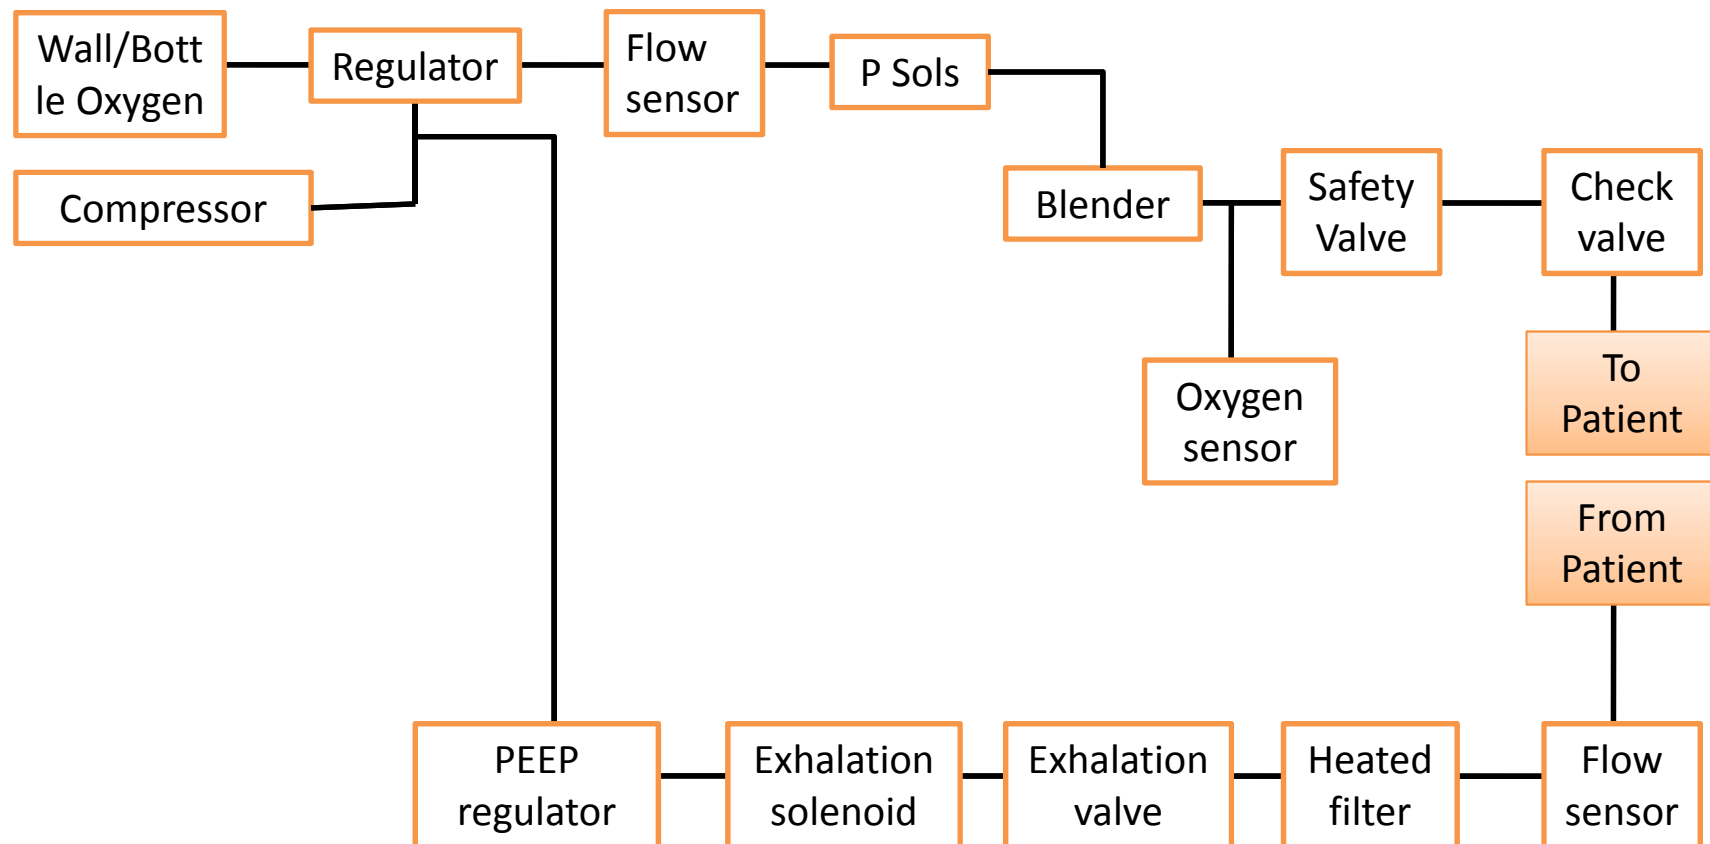 Wall/Bott
le Oxygen
Regulator
Flow
sensor
P Sols
Compressor
Blender
Safety
Valve
Check
valve
Oxygen
sensor
To
Patient
From
Patient
PEEP
regulator
Exhalation
solenoid
Exhalation
valve
Heated
filter
Flow
sensor